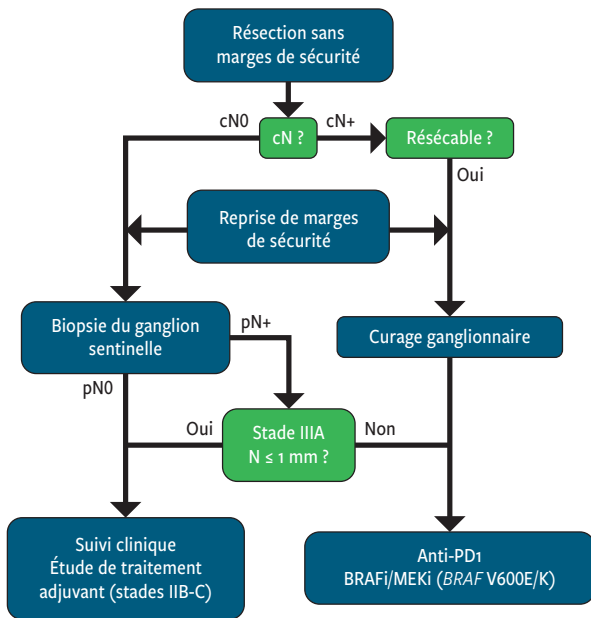 Résection sans
marges de sécurité
cN0
cN ?
cN+
Résécable ?
Oui
Reprise de marges
de sécurité
Biopsie du ganglion
sentinelle
pN+
Curage ganglionnaire
pN0
Oui
Stade IIIA
N ≤ 1 mm ?
Non
Suivi clinique
Étude de traitement
adjuvant (stades IIB-C)
Anti-PD1
BRAFi/MEKi (BRAF V600E/K)